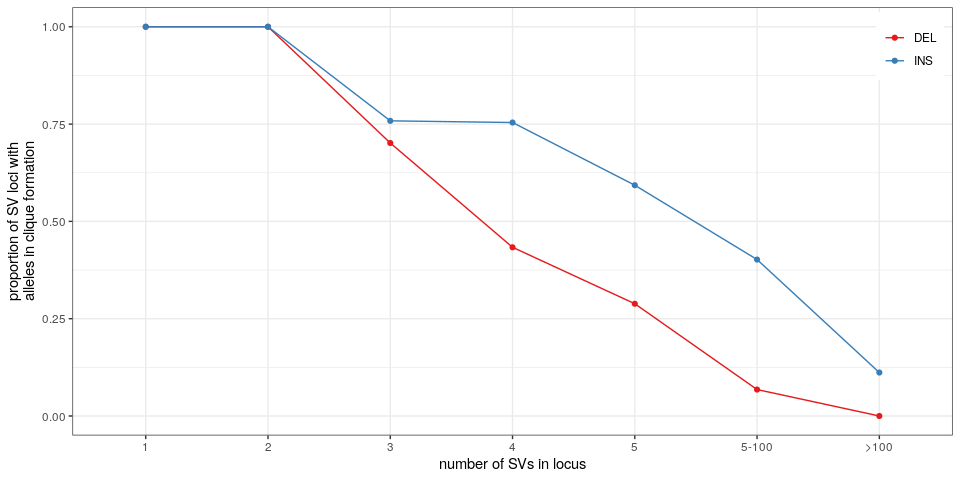 1.00
0.75
0.50
0.25
0.00
proportion of SV loci with
alleles in clique formation
DEL
INS
1 2 3 4 5 5-100 >100
number of SVs in locus